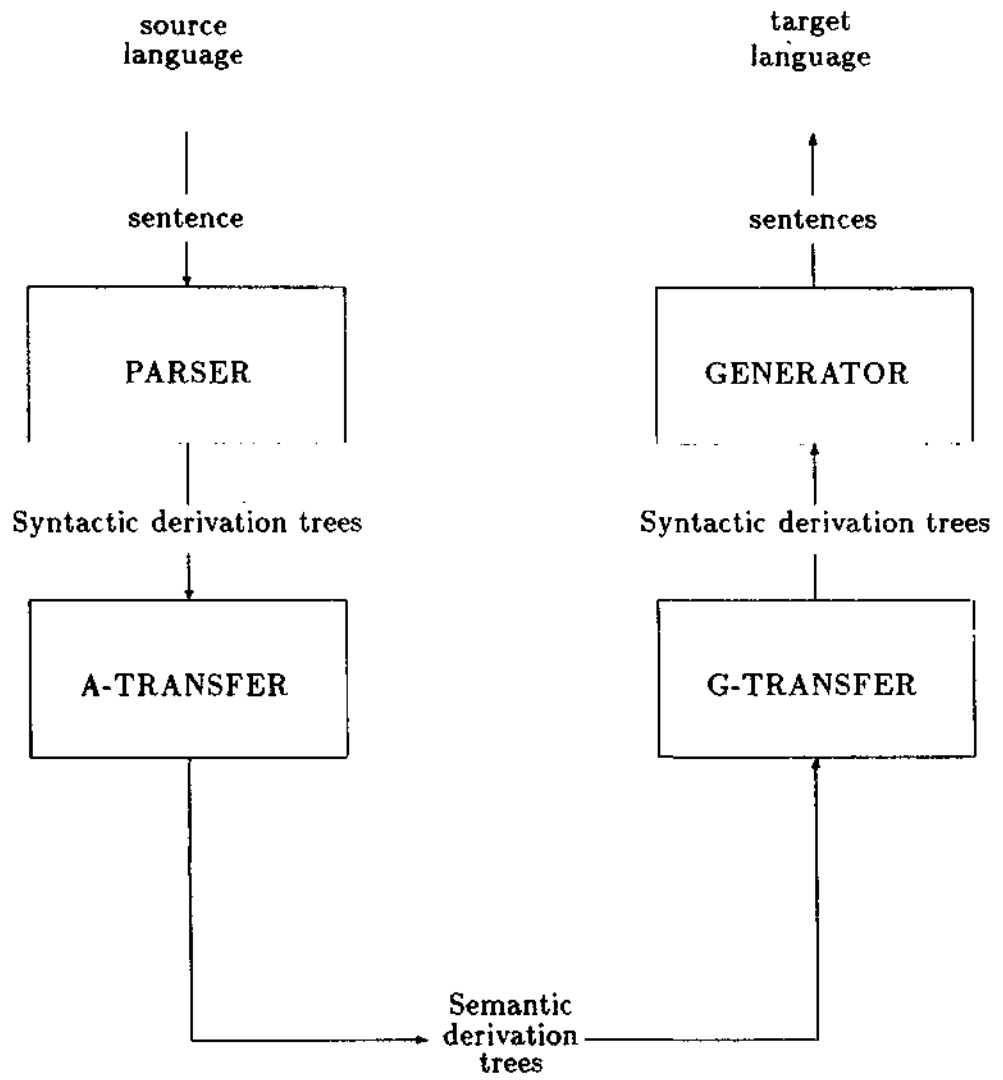 source
language
target
language
sentence
sentences
PARSER
GENERATOR
Syntactic derivation trees
Syntactic derivation trees
A-TRANSFER
G-TRANSFER
Semantic
derivation
trees